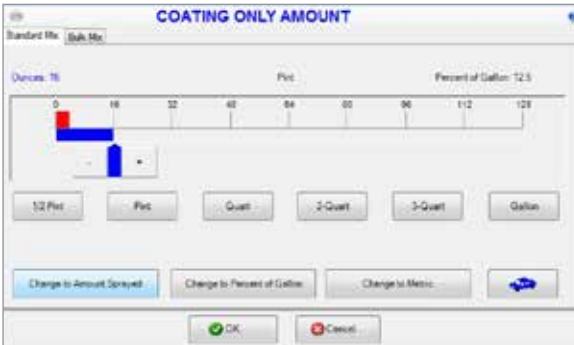 COATING ONLY AMOUNT
Standard Mix Bulk Mix
Ounces: 16 Pint Percent of Gallon: 12.5
0 16 32 48 64 80 96 112 128
- +
1/2 Pint Pint Quart 2-Quart 3-Quart Gallon
Change to Amount Sprayed Change to Percent of Gallon Change to Metric
OK Cancel